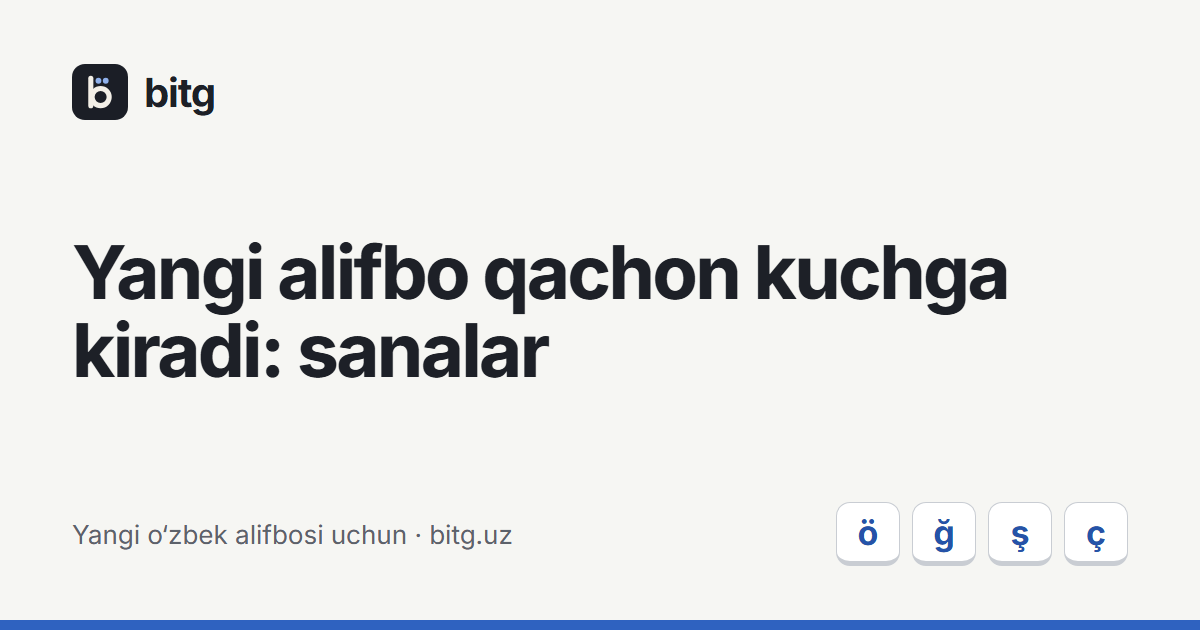 bitg
Yangi alifbo qachon kuchga
kiradi: sanalar
Yangi oʻzbek alifbosi uchun · bitg.uz
ö ğ ş ç